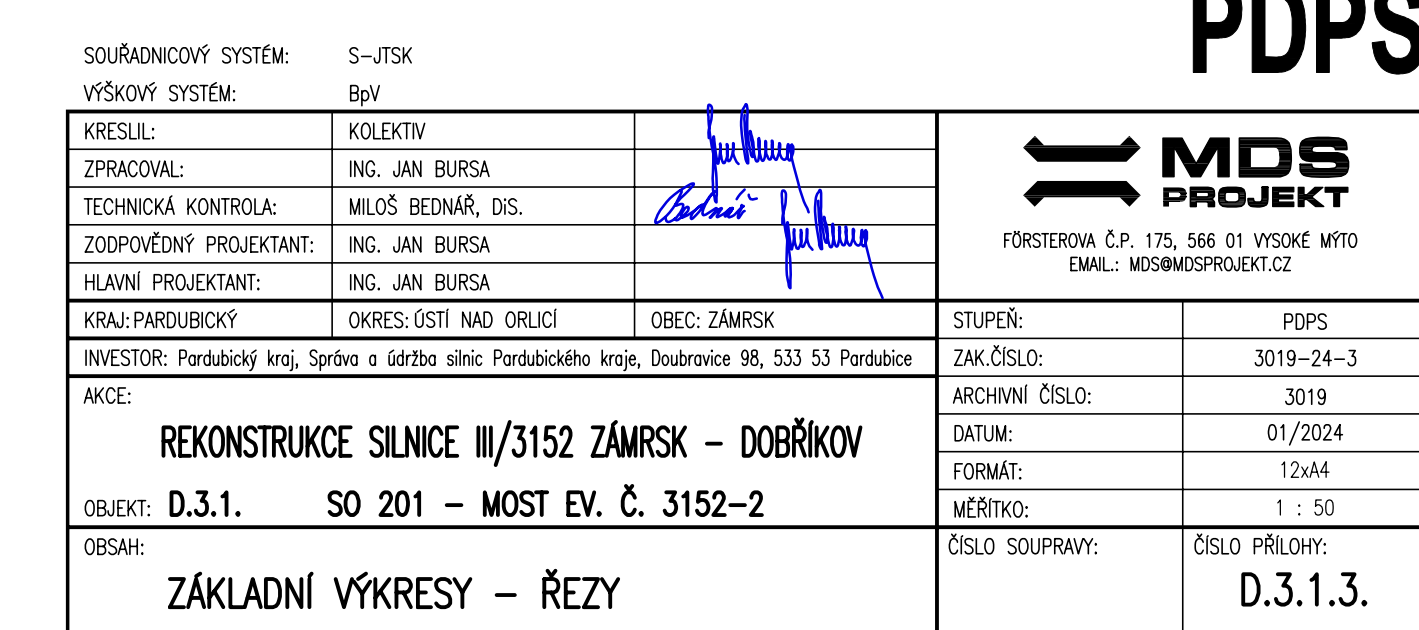 PDPS
SOUŘADNICOVÝ SYSTÉM: S-JTSK
VÝŠKOVÝ SYSTÉM: BpV
KRESLIL: KOLEKTIV
ZPRACOVAL: ING. JAN BURSA
TECHNICKÁ KONTROLA: MILOŠ BEDNÁŘ, DiS. Bednář
ZODPOVĚDNÝ PROJEKTANT: ING. JAN BURSA
HLAVNÍ PROJEKTANT: ING. JAN BURSA
MDS
PROJEKT
FÖRSTEROVA Č.P. 175, 566 01 VYSOKÉ MÝTO
EMAIL.: MDS@MDSPROJEKT.CZ
KRAJ: PARDUBICKÝ OKRES: ÚSTÍ NAD ORLICÍ OBEC: ZÁMRSK
INVESTOR: Pardubický kraj, Správa a údržba silnic Pardubického kraje, Doubravice 98, 533 53 Pardubice
STUPEŇ: PDPS
ZAK.ČÍSLO: 3019-24-3
ARCHIVNÍ ČÍSLO: 3019
DATUM: 01/2024
FORMÁT: 12xA4
MĚŘÍTKO: 1 : 50
AKCE:
REKONSTRUKCE SILNICE III/3152 ZÁMRSK – DOBŘÍKOV
OBJEKT: D.3.1. SO 201 – MOST EV. Č. 3152-2
OBSAH:
ZÁKLADNÍ VÝKRESY – ŘEZY
ČÍSLO SOUPRAVY:
ČÍSLO PŘÍLOHY:
D.3.1.3.